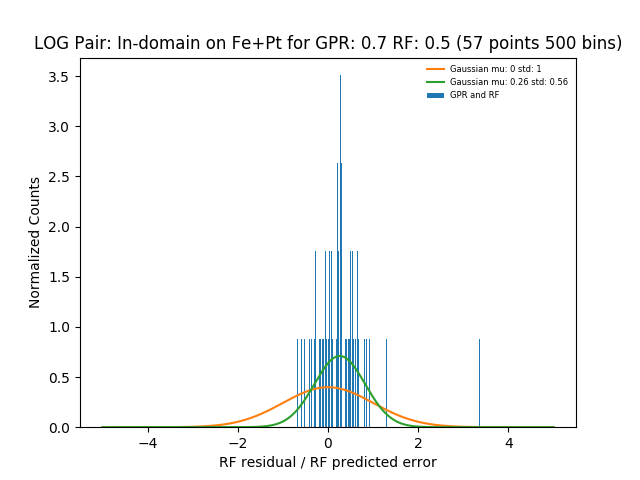 LOG Pair: In-domain on Fe+Pt for GPR: 0.7 RF: 0.5 (57 points 500 bins)
Gaussian mu: 0 std: 1
Gaussian mu: 0.26 std: 0.56
GPR and RF
Normalized Counts
3.5
3.0
2.5
2.0
1.5
1.0
0.5
0.0
−4 −2 0 2 4
RF residual / RF predicted error